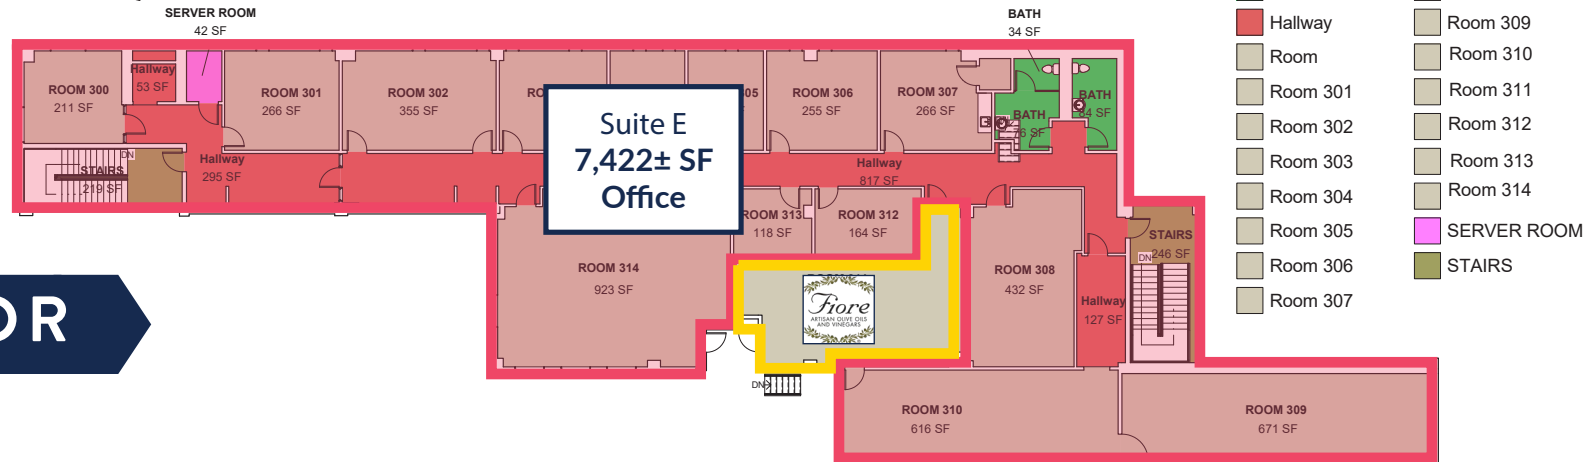 SERVER ROOM
42 SF
BATH
34 SF
ROOM 300
211 SF
Hallway
53 SF
ROOM 301
266 SF
ROOM 302
355 SF
RO
05
ROOM 306
255 SF
ROOM 307
266 SF
BATH
76 SF
BATH
84 SF
Suite E
7,422± SF
Office
DN
STAIRS
219 SF
Hallway
295 SF
Hallway
817 SF
ROOM 313
118 SF
ROOM 312
164 SF
ROOM 314
923 SF
Fiore
ARTISAN OLIVE OILS
AND VINEGARS
ROOM 308
432 SF
STAIRS
246 SF
DN
Hallway
127 SF
DN
ROOM 310
616 SF
ROOM 309
671 SF
OR
Hallway
Room
Room 301
Room 302
Room 303
Room 304
Room 305
Room 306
Room 307
Room 309
Room 310
Room 311
Room 312
Room 313
Room 314
SERVER ROOM
STAIRS